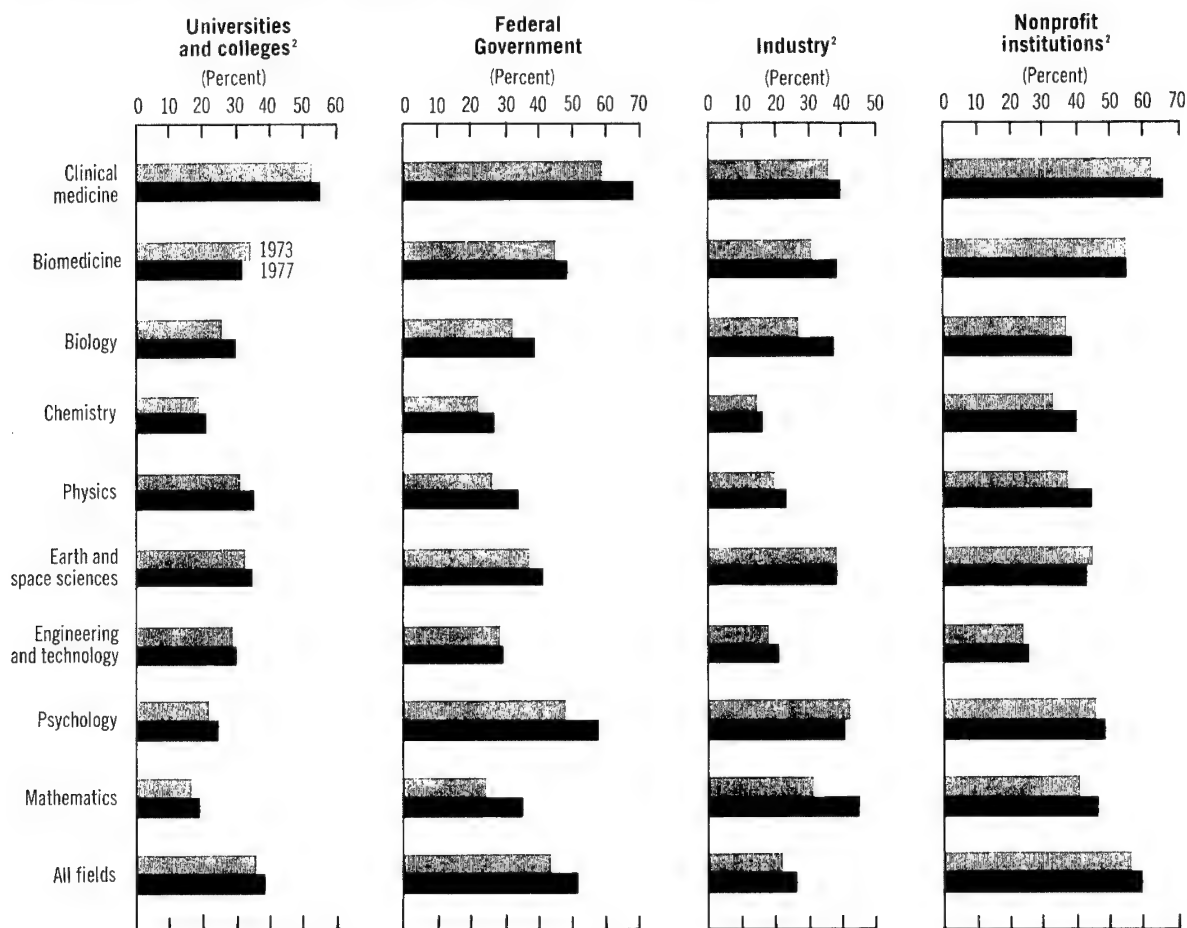 Universities
and colleges²
(Percent)
0 10 20 30 40 50 60
Federal
Government
(Percent)
0 10 20 30 40 50 60 70
Industry²
(Percent)
0 10 20 30 40 50
Nonprofit
institutions²
(Percent)
0 10 20 30 40 50 60 70
Clinical
medicine
Biomedicine
1973
1977
Biology
Chemistry
Physics
Earth and
space sciences
Engineering
and technology
Psychology
Mathematics
All fields